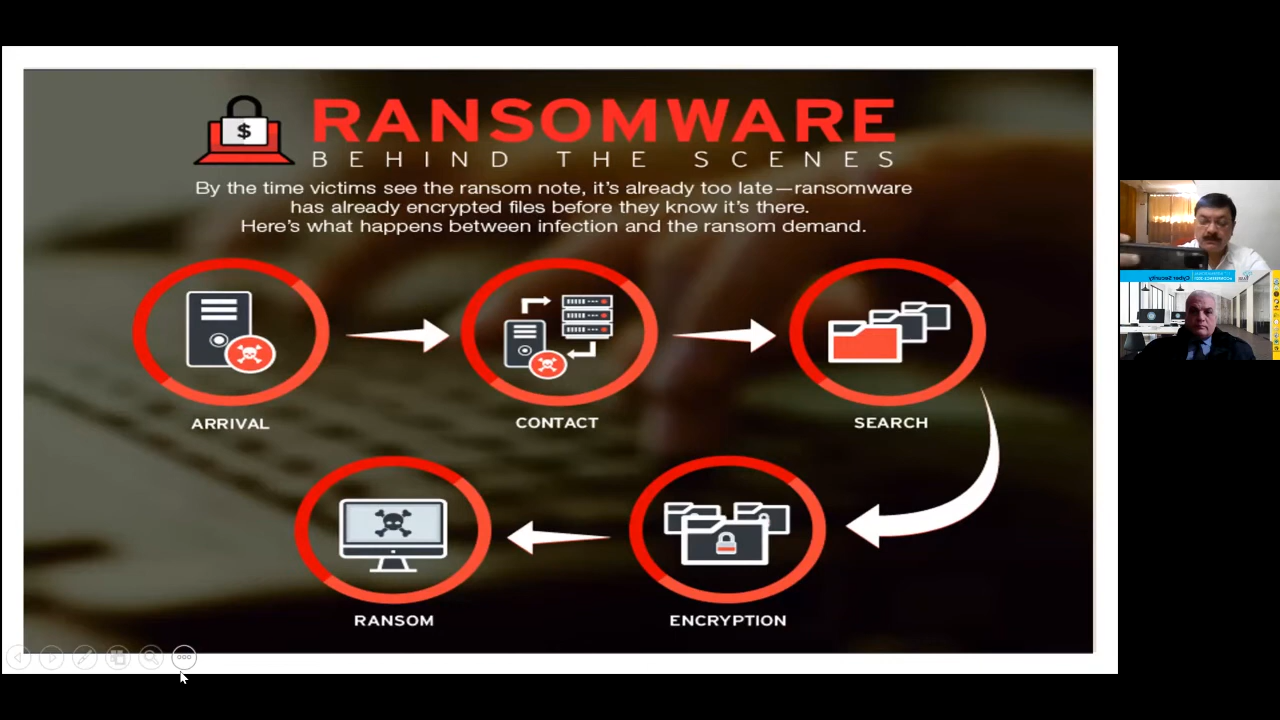 $
RANSOMWARE
BEHIND THE SCENES
By the time victims see the ransom note, it's already too late—ransomware
has already encrypted files before they know it's there.
Here's what happens between infection and the ransom demand.
ARRIVAL
CONTACT
SEARCH
RANSOM
ENCRYPTION
Cyber Security